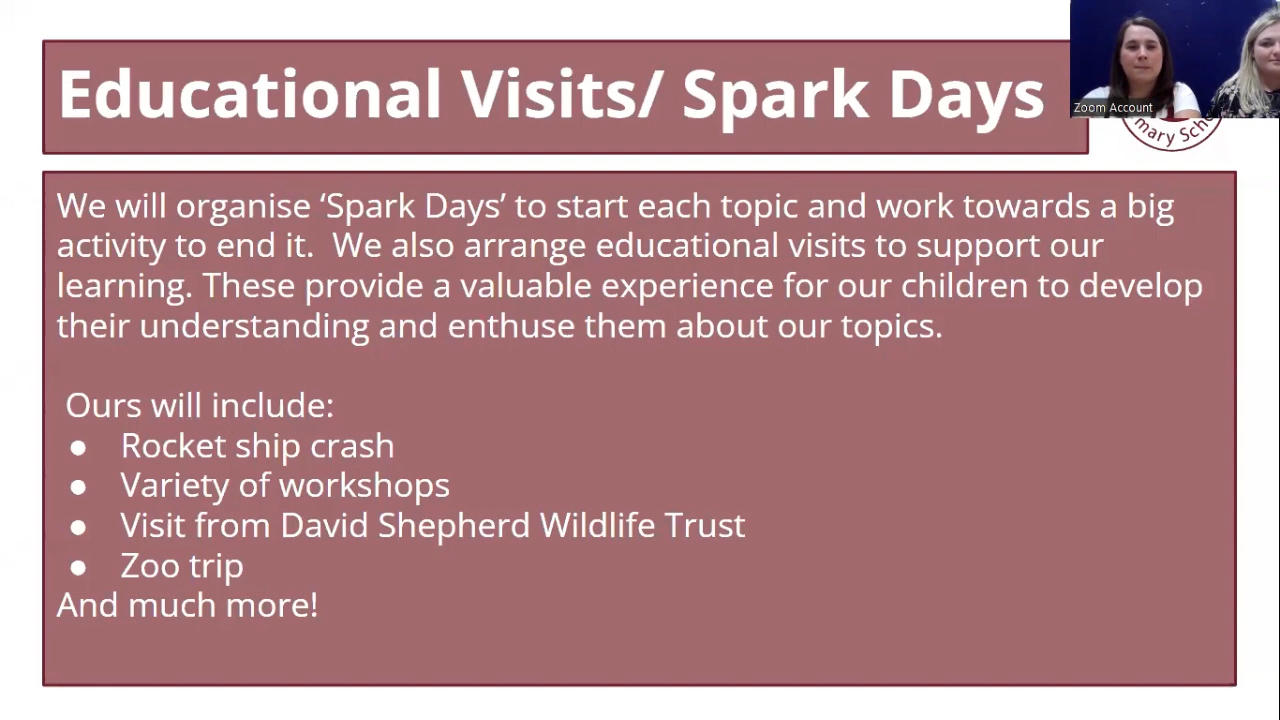 Educational Visits/ Spark Days
Zoom Account
We will organise ‘Spark Days’ to start each topic and work towards a big
activity to end it.  We also arrange educational visits to support our
learning. These provide a valuable experience for our children to develop
their understanding and enthuse them about our topics.
Ours will include:
● Rocket ship crash
● Variety of workshops
● Visit from David Shepherd Wildlife Trust
● Zoo trip
And much more!